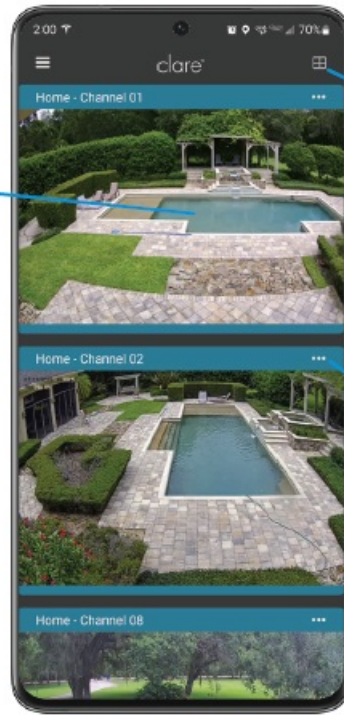 2:00
70%
clare
Home - Channel 01
Home - Channel 02
Home - Channel 08